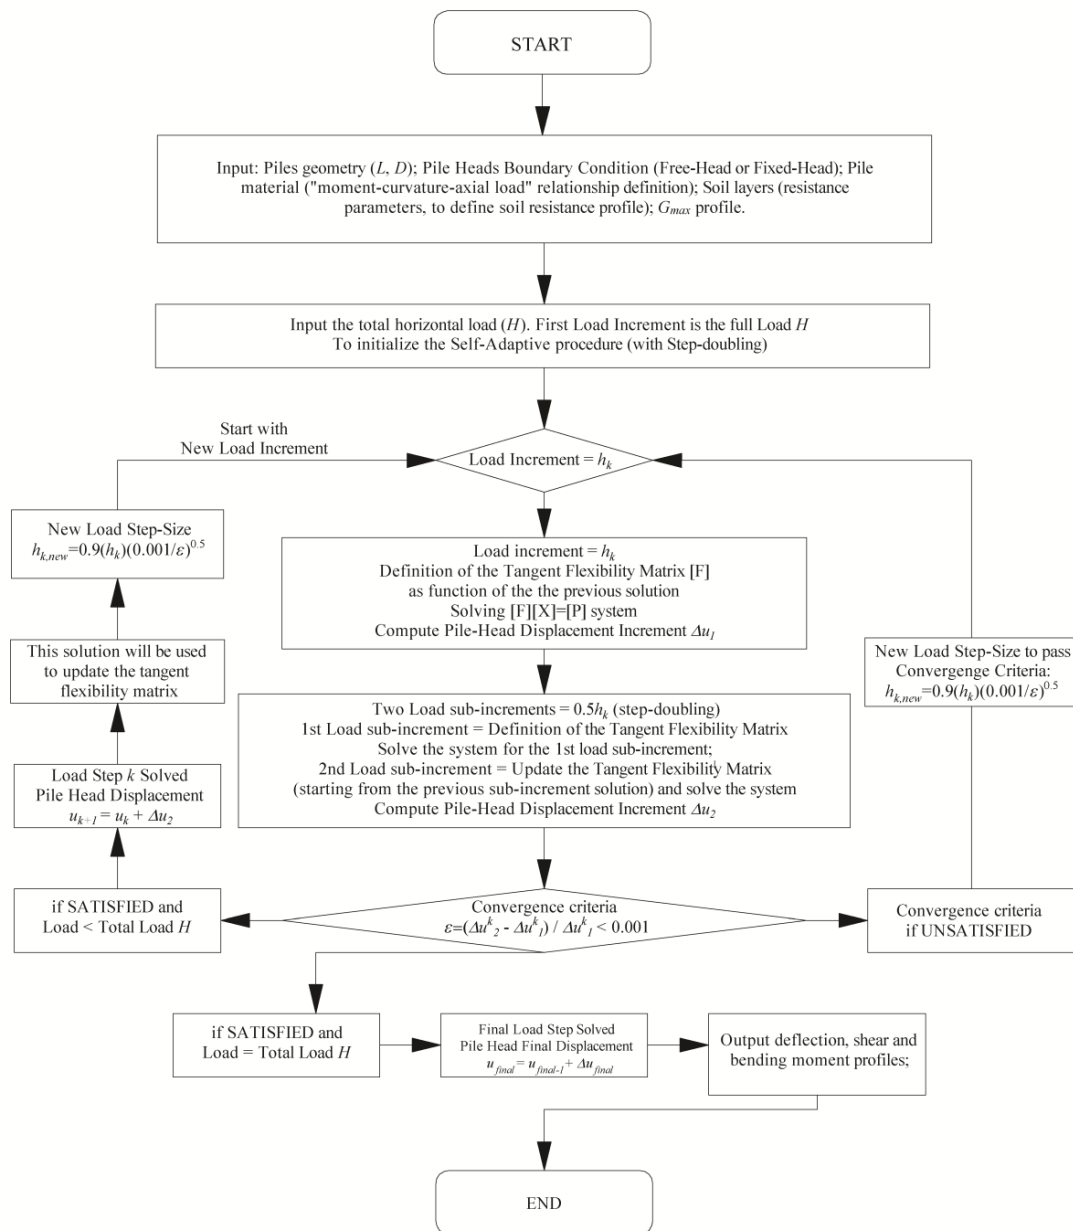 START
Input: Piles geometry (L, D); Pile Heads Boundary Condition (Free-Head or Fixed-Head); Pile
material ("moment-curvature-axial load" relationship definition); Soil layers (resistance
parameters, to define soil resistance profile); Gmax profile.
Input the total horizontal load (H). First Load Increment is the full Load H
To initialize the Self-Adaptive procedure (with Step-doubling)
Start with
New Load Increment
Load Increment = hk
New Load Step-Size
hk,new=0.9(hk)(0.001/ε)^0.5
Load increment = hk
Definition of the Tangent Flexibility Matrix [F]
as function of the the previous solution
Solving [F][X]=[P] system
Compute Pile-Head Displacement Increment Δu1
This solution will be used
to update the tangent
flexibility matrix
New Load Step-Size to pass
Convergenge Criteria:
hk,new=0.9(hk)(0.001/ε)^0.5
Two Load sub-increments = 0.5hk (step-doubling)
1st Load sub-increment = Definition of the Tangent Flexibility Matrix
Solve the system for the 1st load sub-increment;
2nd Load sub-increment = Update the Tangent Flexibility Matrix
(starting from the previous sub-increment solution) and solve the system
Compute Pile-Head Displacement Increment Δu2
Load Step k Solved
Pile Head Displacement
uk+1 = uk + Δu2
if SATISFIED and
Load < Total Load H
Convergence criteria
ε=(Δu^k2 - Δu^k1) / Δu^k1 < 0.001
Convergence criteria
if UNSATISFIED
if SATISFIED and
Load = Total Load H
Final Load Step Solved
Pile Head Final Displacement
ufinal = ufinal-1 + Δufinal
Output deflection, shear and
bending moment profiles;
END